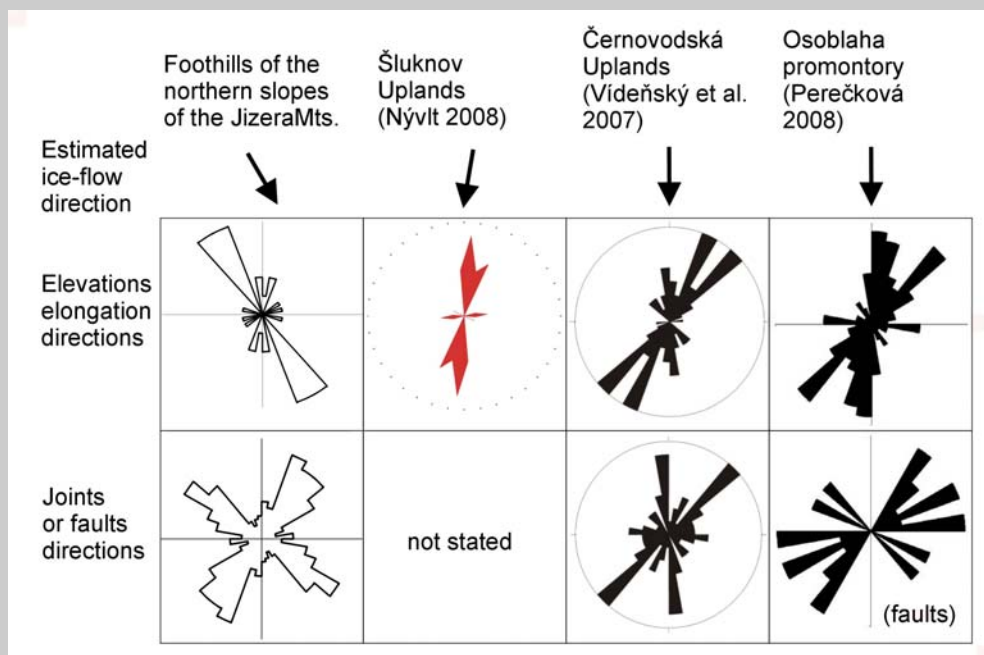 Foothills of the
northern slopes
of the JizeraMts.
Šluknov
Uplands
(Nývlt 2008)
Černovodská
Uplands
(Vídeňský et al.
2007)
Osoblaha
promontory
(Perečková
2008)
Estimated
ice-flow
direction
Elevations
elongation
directions
Joints
or faults
directions
not stated
(faults)